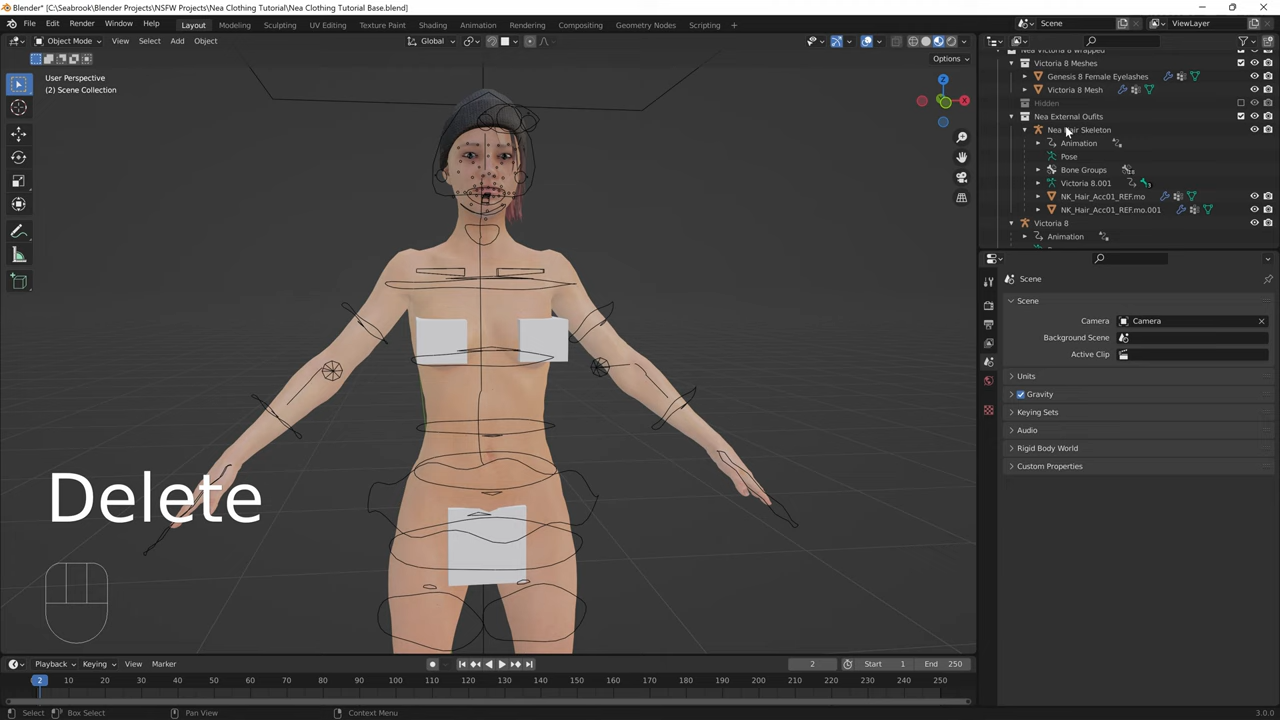 Blender* [C:\Seabrook\Blender Projects\NSFW Projects\Nea Clothing Tutorial\Nea Clothing Tutorial Base.blend]
File Edit Render Window Help Layout Modeling Sculpting UV Editing Texture Paint Shading Animation Rendering Compositing Geometry Nodes Scripting Scene ViewLayer
Object Mode View Select Add Object Global
Options
User Perspective
(2) Scene Collection
Z
X
Nea Victoria 8 Wrapped
Victoria 8 Meshes
Genesis 8 Female Eyelashes
Victoria 8 Mesh
Hidden
Nea External Oufits
Nea Hair Skeleton
Animation
Pose
Bone Groups
Victoria 8.001
NK_Hair_Acc01_REF.mo
NK_Hair_Acc01_REF.mo.001
Victoria 8
Animation
Scene
Scene
Camera Camera
Background Scene
Active Clip
Units
Gravity
Keying Sets
Audio
Rigid Body World
Custom Properties
Delete
Playback Keying View Marker 2 Start 1 End 250
2 10 20 30 40 50 60 70 80 90 100 110 120 130 140 150 160 170 180 190 200 210 220 230 240 250
Select Box Select Pan View Context Menu 3.0.0